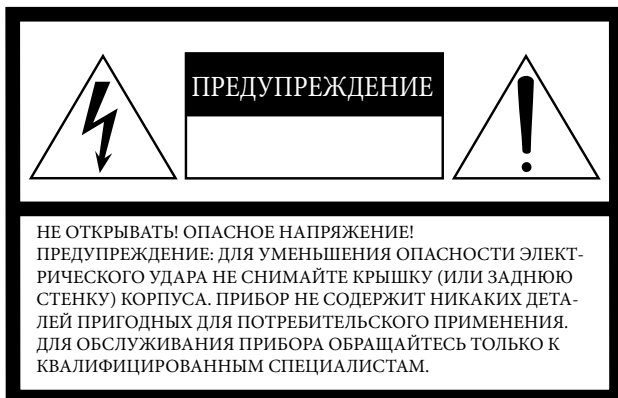 ПРЕДУПРЕЖДЕНИЕ
НЕ ОТКРЫВАТЬ! ОПАСНОЕ НАПРЯЖЕНИЕ!
ПРЕДУПРЕЖДЕНИЕ: ДЛЯ УМЕНЬШЕНИЯ ОПАСНОСТИ ЭЛЕКТ-
РИЧЕСКОГО УДАРА НЕ СНИМАЙТЕ КРЫШКУ (ИЛИ ЗАДНЮЮ
СТЕНКУ) КОРПУСА. ПРИБОР НЕ СОДЕРЖИТ НИКАКИХ ДЕТА-
ЛЕЙ ПРИГОДНЫХ ДЛЯ ПОТРЕБИТЕЛЬСКОГО ПРИМЕНЕНИЯ.
ДЛЯ ОБСЛУЖИВАНИЯ ПРИБОРА ОБРАЩАЙТЕСЬ ТОЛЬКО К
КВАЛИФИЦИРОВАННЫМ СПЕЦИАЛИСТАМ.